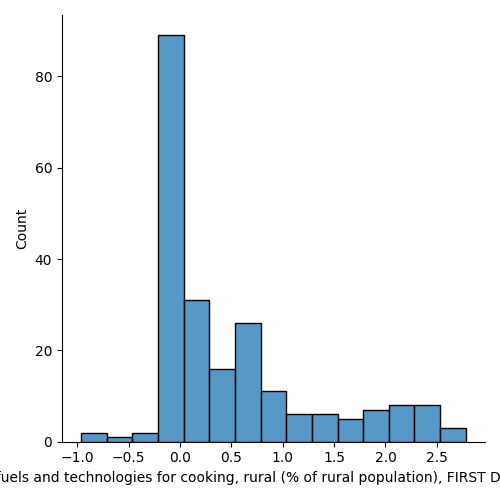 80
60
40
20
0
Count
−1.0 −0.5 0.0 0.5 1.0 1.5 2.0 2.5
fuels and technologies for cooking, rural (% of rural population), FIRST D